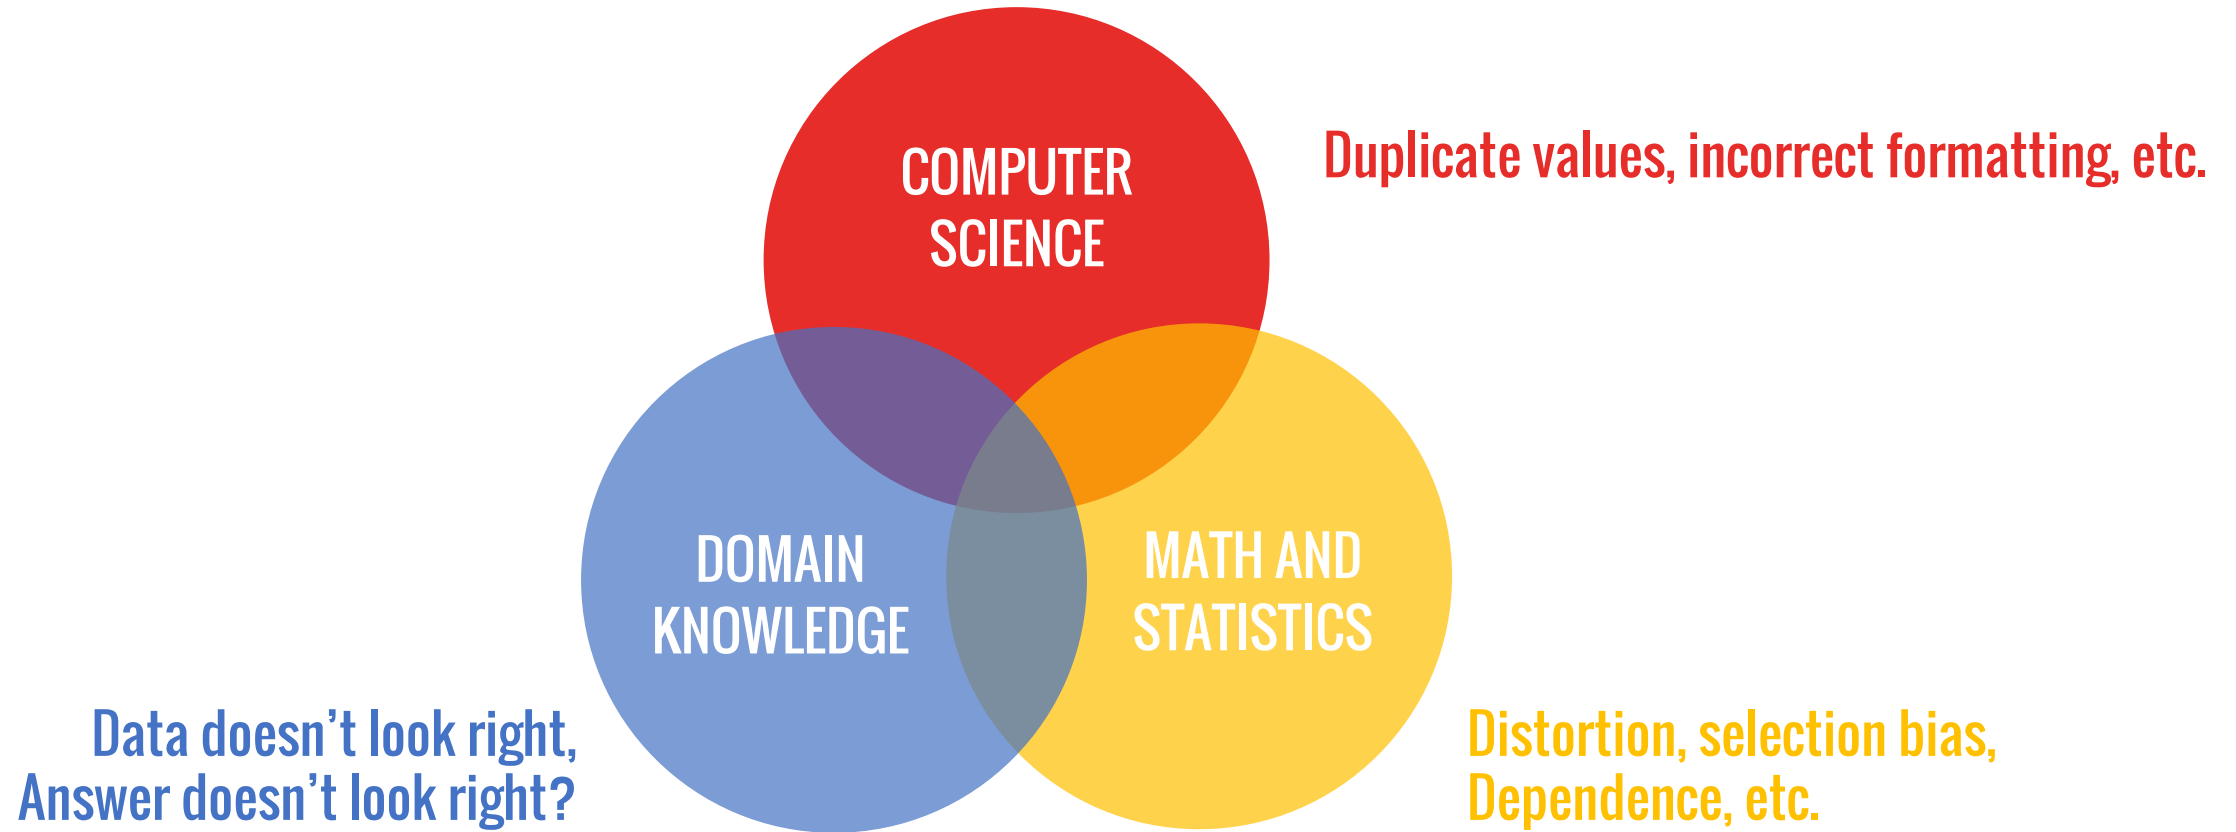 COMPUTER
SCIENCE
Duplicate values, incorrect formatting, etc.
DOMAIN
KNOWLEDGE
MATH AND
STATISTICS
Data doesn’t look right,
Answer doesn’t look right?
Distortion, selection bias,
Dependence, etc.